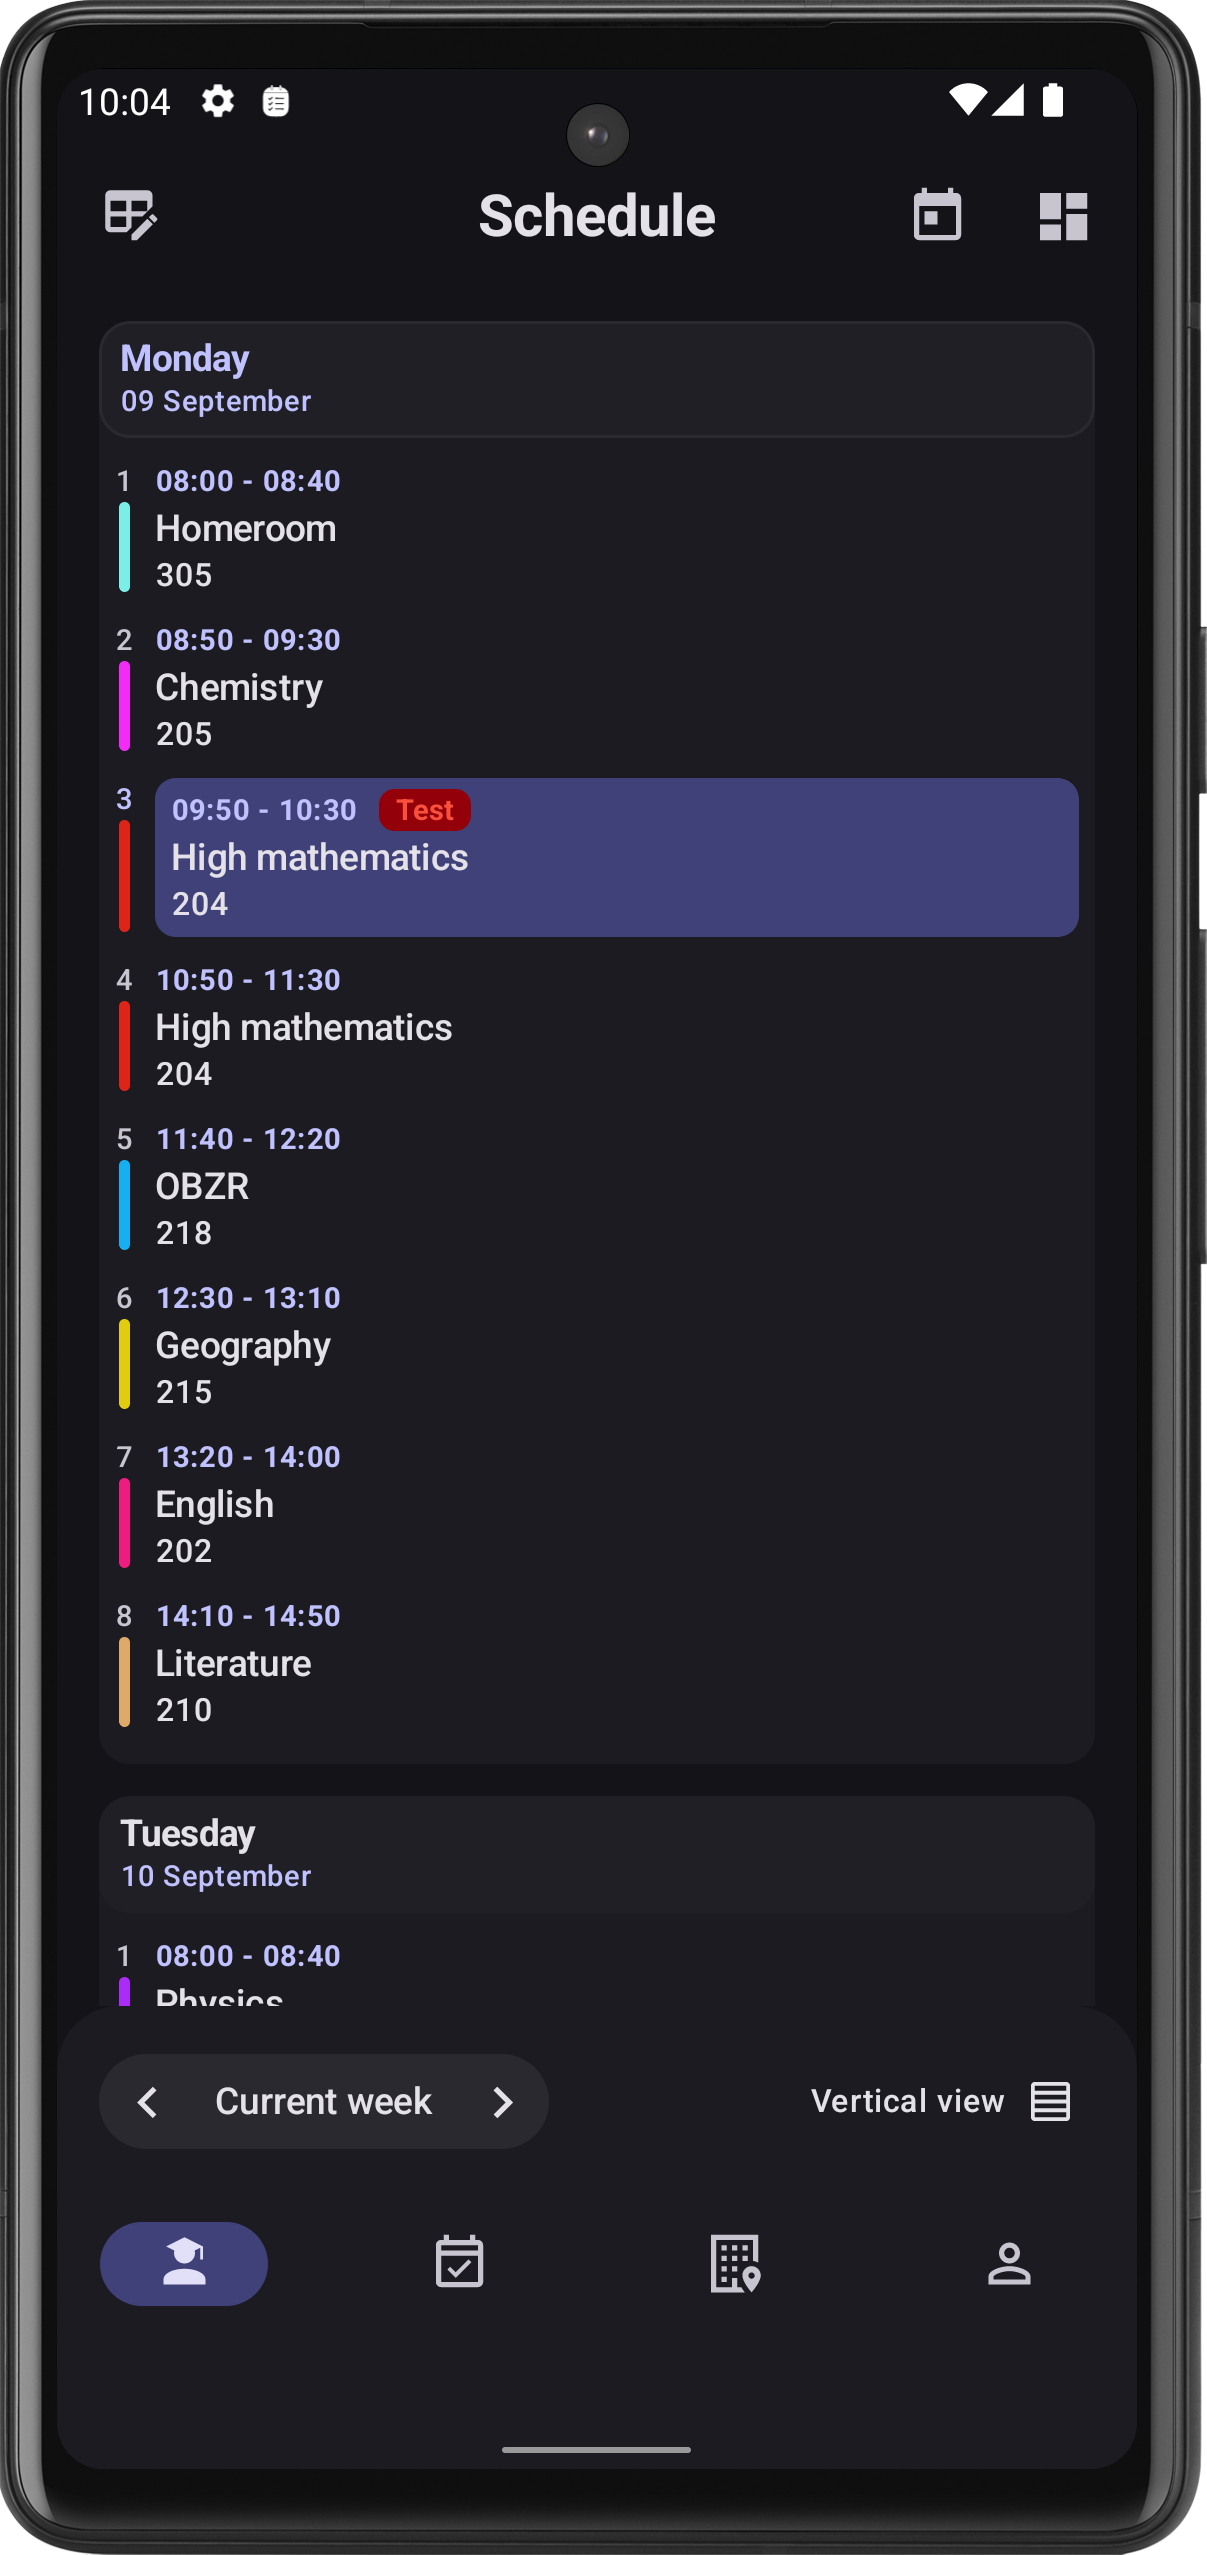 10:04
Schedule
Monday
09 September
1 08:00 - 08:40
Homeroom
305
2 08:50 - 09:30
Chemistry
205
3 09:50 - 10:30 Test
High mathematics
204
4 10:50 - 11:30
High mathematics
204
5 11:40 - 12:20
OBZR
218
6 12:30 - 13:10
Geography
215
7 13:20 - 14:00
English
202
8 14:10 - 14:50
Literature
210
Tuesday
10 September
1 08:00 - 08:40
Physics
Current week Vertical view